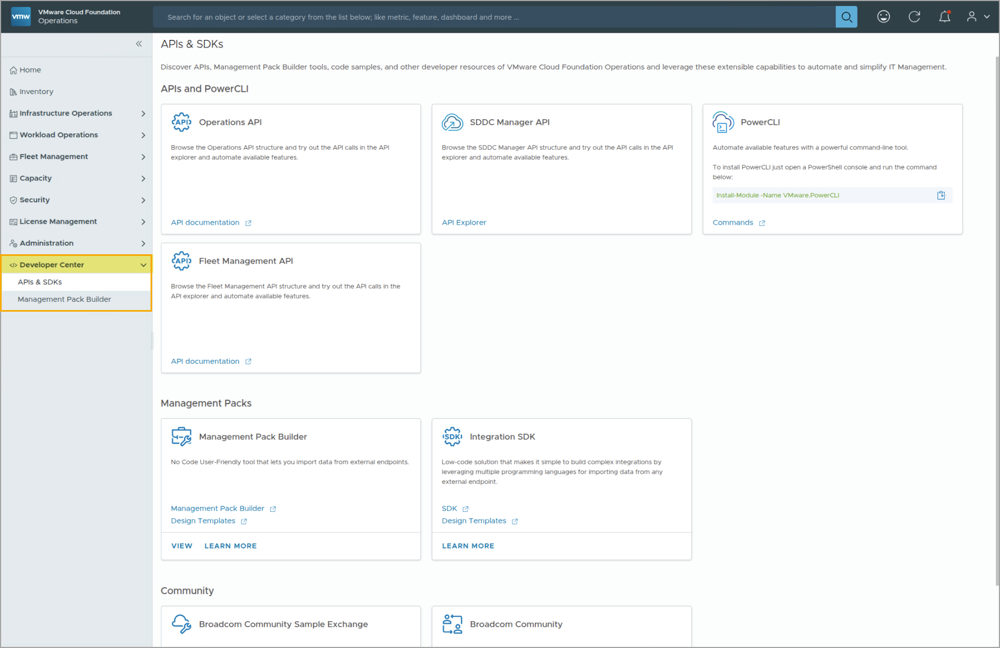 vmw
VMware Cloud Foundation
Operations
Search for an object or select a category from the list below; like metric, feature, dashboard and more ...
Home
Inventory
Infrastructure Operations
Workload Operations
Fleet Management
Capacity
Security
License Management
Administration
</> Developer Center
APIs & SDKs
Management Pack Builder
APIs & SDKs
Discover APIs, Management Pack Builder tools, code samples, and other developer resources of VMware Cloud Foundation Operations and leverage these extensible capabilities to automate and simplify IT Management.
APIs and PowerCLI
API
Operations API
Browse the Operations API structure and try out the API calls in the API
explorer and automate available features.
API documentation
SDDC Manager API
Browse the SDDC Manager API structure and try out the API calls in the API
explorer and automate available features.
API Explorer
PowerCLI
Automate available features with a powerful command-line tool.
To install PowerCLI just open a PowerShell console and run the command
below:
Install-Module -Name VMware.PowerCLI
Commands
API
Fleet Management API
Browse the Fleet Management API structure and try out the API calls in the
API explorer and automate available features.
API documentation
Management Packs
Management Pack Builder
No Code User-Friendly tool that lets you import data from external endpoints.
Management Pack Builder
Design Templates
VIEW LEARN MORE
SDK
Integration SDK
Low-code solution that makes it simple to build complex integrations by
leveraging multiple programming languages for importing data from any
external endpoint.
SDK
Design Templates
LEARN MORE
Community
Broadcom Community Sample Exchange
Broadcom Community